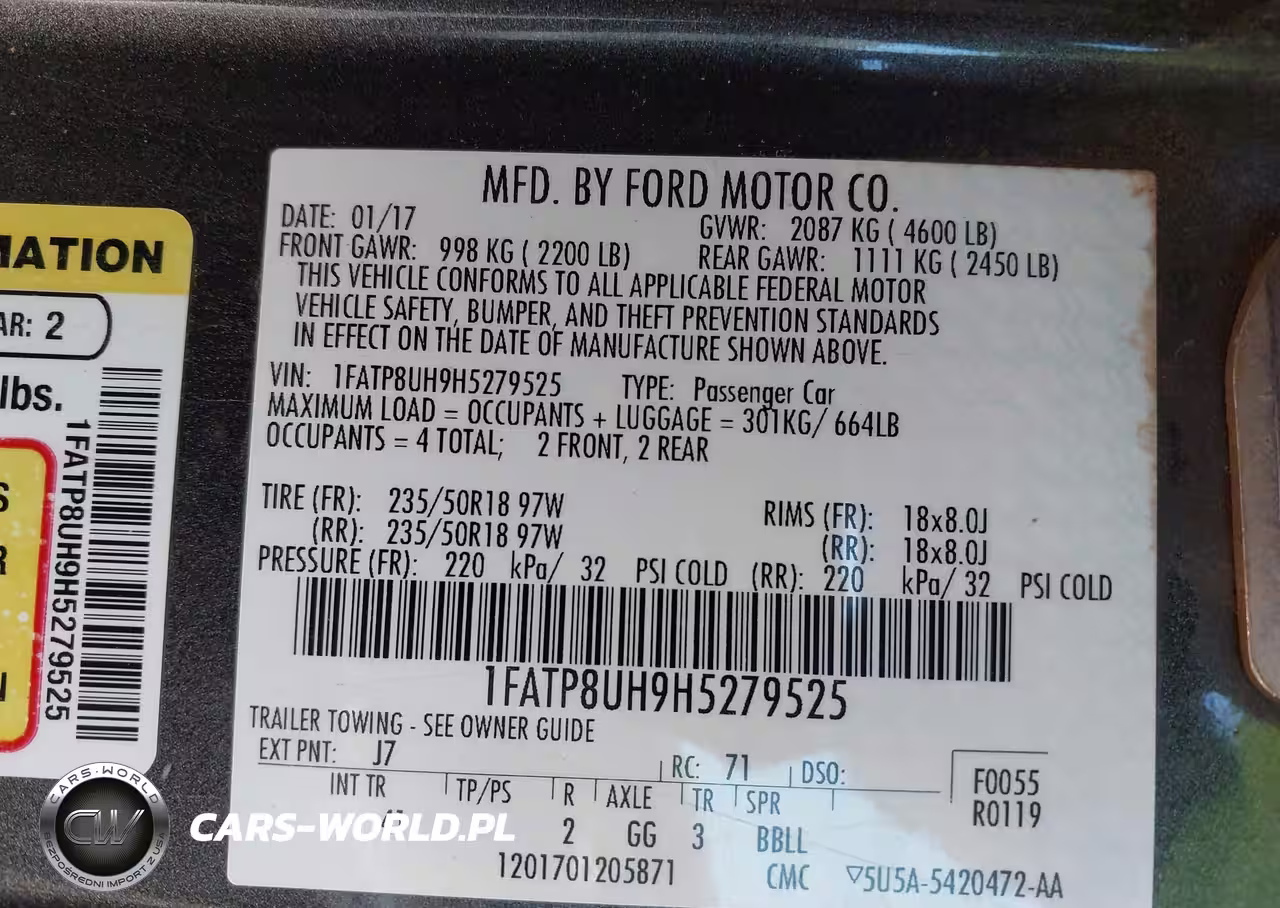 MFD. BY FORD MOTOR CO.
DATE: 01/17 GVWR: 2087 KG ( 4600 LB)
FRONT GAWR: 998 KG ( 2200 LB) REAR GAWR: 1111 KG ( 2450 LB)
THIS VEHICLE CONFORMS TO ALL APPLICABLE FEDERAL MOTOR
VEHICLE SAFETY, BUMPER, AND THEFT PREVENTION STANDARDS
IN EFFECT ON THE DATE OF MANUFACTURE SHOWN ABOVE.
VIN: 1FATP8UH9H5279525 TYPE: Passenger Car
MAXIMUM LOAD = OCCUPANTS + LUGGAGE = 301KG/ 664LB
OCCUPANTS = 4 TOTAL; 2 FRONT, 2 REAR
TIRE (FR): 235/50R18 97W RIMS (FR): 18x8.0J
(RR): 235/50R18 97W (RR): 18x8.0J
PRESSURE (FR): 220 kPa/ 32 PSI COLD (RR): 220 kPa/ 32 PSI COLD
1FATP8UH9H5279525
TRAILER TOWING - SEE OWNER GUIDE
EXT PNT: J7 RC: 71 DSO:
F0055
R0119
INT TR TP/PS R AXLE TR SPR
2 GG 3 BBLL
1201701205871 CMC ▽5U5A-5420472-AA
MATION
AR: 2
lbs.
1FATP8UH9H5279525
S
R
CARS-WORLD
CW
BEZPOŚREDNI IMPORT Z USA
CARS-WORLD.PL